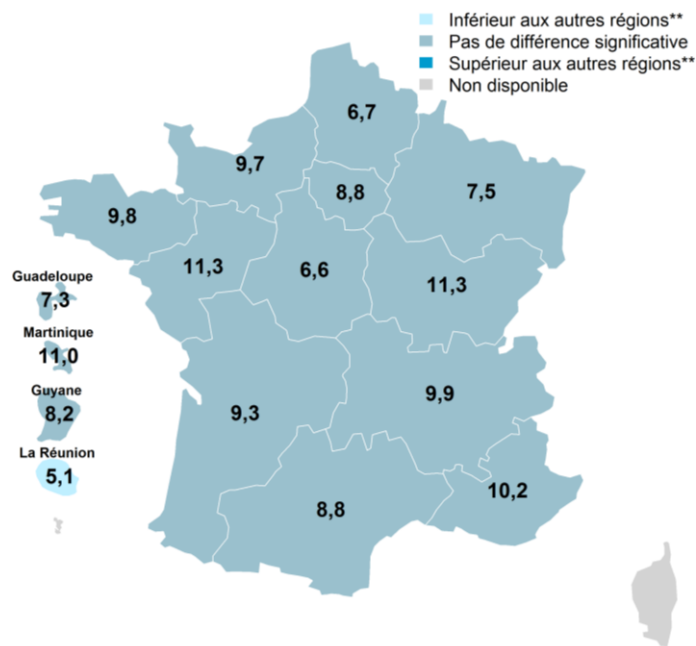 Inférieur aux autres régions**
Pas de différence significative
Supérieur aux autres régions**
Non disponible
6,7
9,7
8,8
7,5
9,8
11,3
6,6
11,3
Guadeloupe
7,3
Martinique
11,0
Guyane
8,2
La Réunion
5,1
9,3
9,9
10,2
8,8